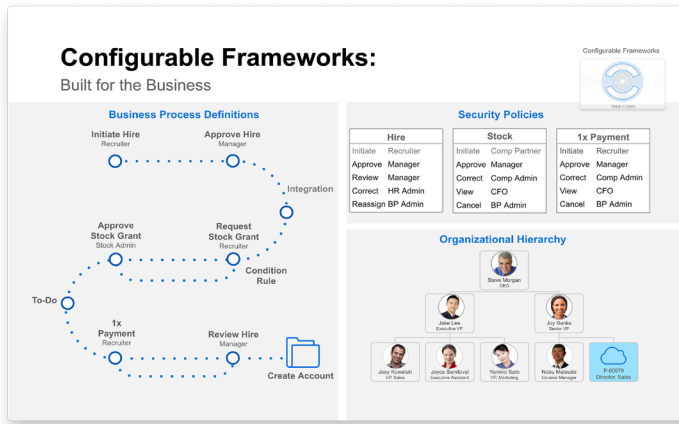 Configurable Frameworks:
Built for the Business
Configurable Frameworks
Business Process Definitions
Initiate Hire
Recruiter
Approve Hire
Manager
Integration
Approve
Stock Grant
Stock Admin
Request
Stock Grant
Recruiter
Condition
Rule
To-Do
1x
Payment
Recruiter
Review Hire
Manager
Create Account
Security Policies
Hire
Initiate Recruiter
Approve Manager
Review Manager
Correct HR Admin
Reassign BP Admin
Stock
Initiate Comp Partner
Approve Manager
Correct Comp Admin
View CFO
Cancel BP Admin
1x Payment
Initiate Recruiter
Approve Manager
Correct Comp Admin
View CFO
Cancel BP Admin
Organizational Hierarchy
Steve Morgan
CEO
Jake Lee
Executive VP
Joy Banks
Senior VP
Joey Kowalski
VP, Sales
Joyce Sandoval
Executive Assistant
Yumiko Sato
VP, Marketing
Nobu Matsuda
General Manager
P-00079
Director, Sales